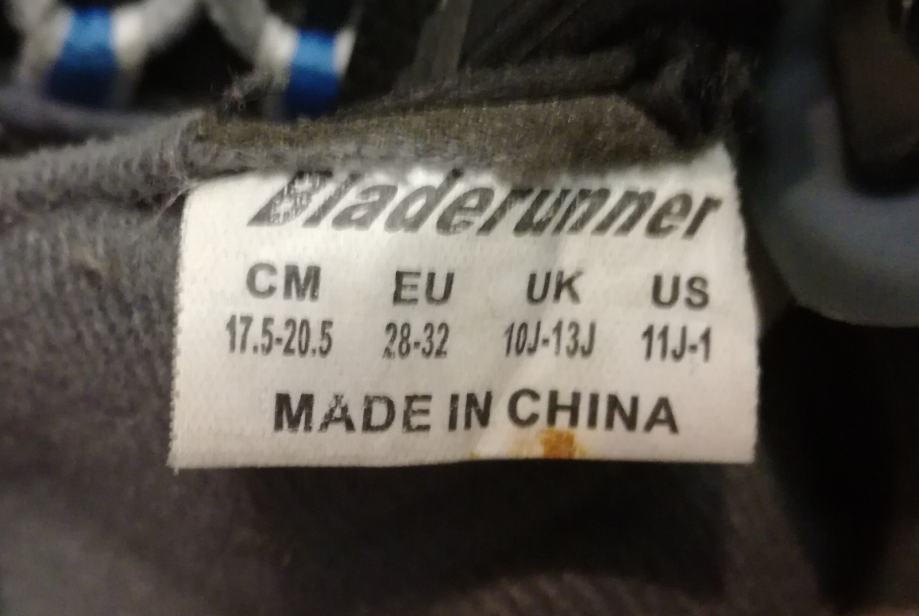 Bladerunner
CM EU UK US
17.5-20.5 28-32 10J-13J 11J-1
MADE IN CHINA